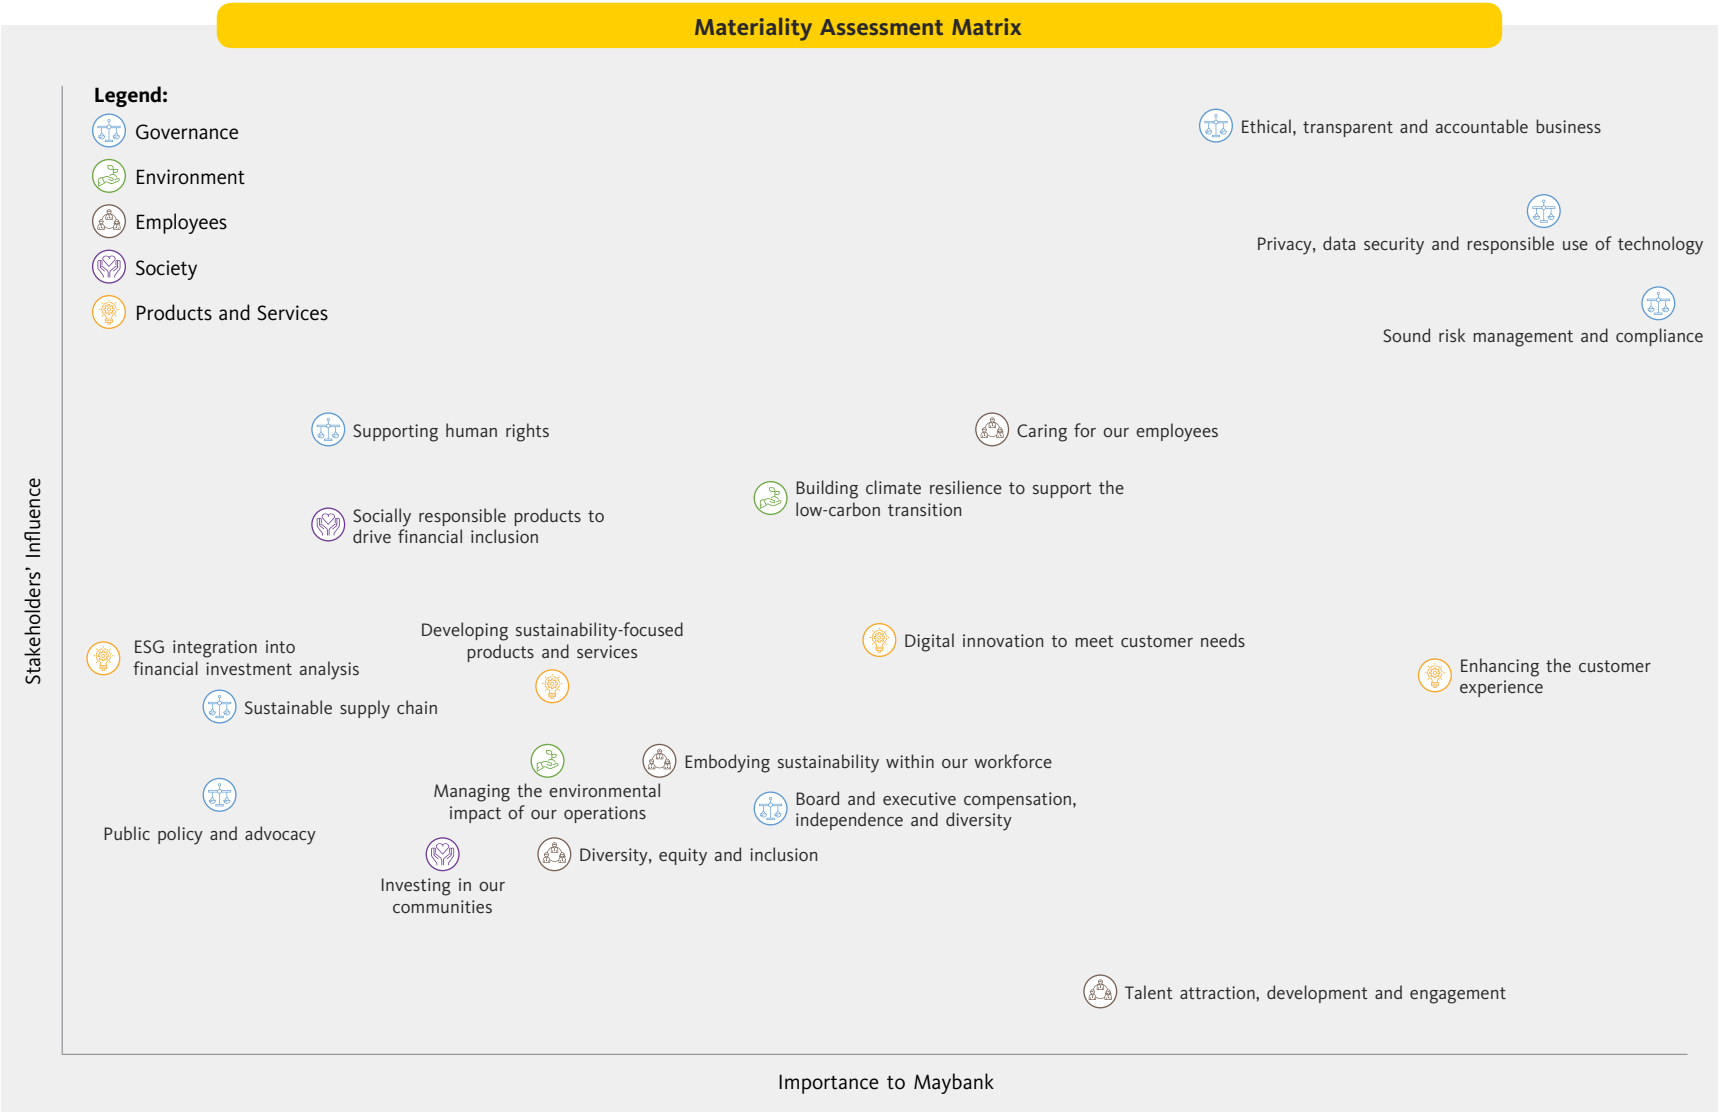 Materiality Assessment Matrix
Legend:
Governance
Environment
Employees
Society
Products and Services
Ethical, transparent and accountable business
Privacy, data security and responsible use of technology
Sound risk management and compliance
Supporting human rights
Caring for our employees
Building climate resilience to support the
low-carbon transition
Socially responsible products to
drive financial inclusion
Stakeholders’ Influence
ESG integration into
financial investment analysis
Developing sustainability-focused
products and services
Digital innovation to meet customer needs
Enhancing the customer
experience
Sustainable supply chain
Embodying sustainability within our workforce
Managing the environmental
impact of our operations
Board and executive compensation,
independence and diversity
Public policy and advocacy
Diversity, equity and inclusion
Investing in our
communities
Talent attraction, development and engagement
Importance to Maybank